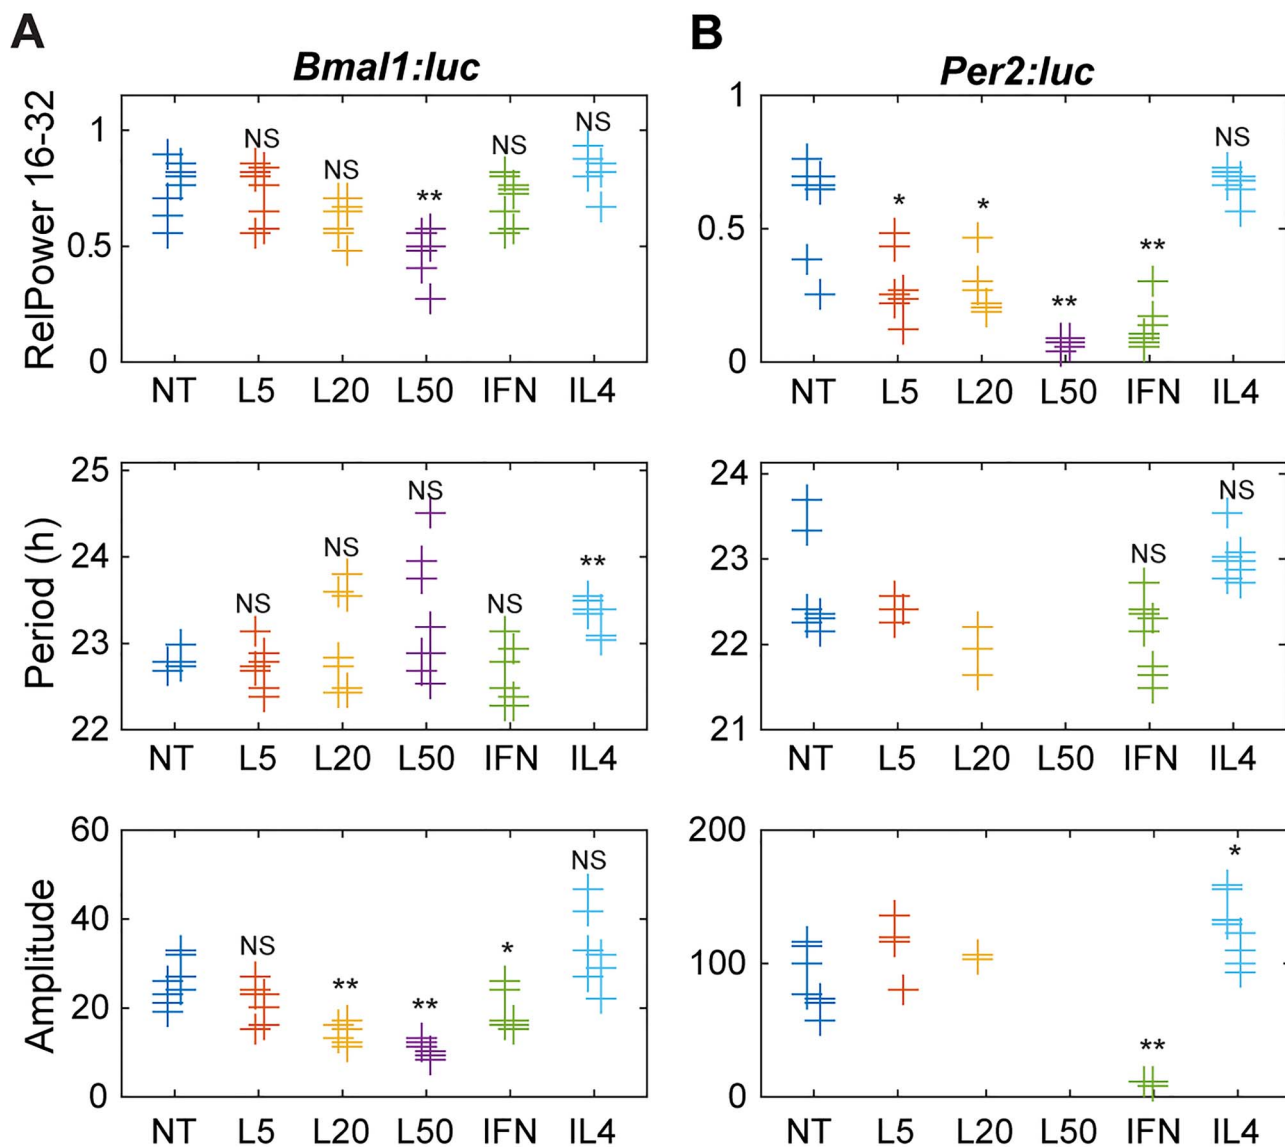 A
B
Bmal1:luc
Per2:luc
RelPower 16-32
1
0.5
0
NS
NS
**
NS
NS
NT L5 L20 L50 IFN IL4
1
0.5
0
*
*
**
**
NS
NT L5 L20 L50 IFN IL4
Period (h)
25
24
23
22
NS
NS
NS
NS
**
NT L5 L20 L50 IFN IL4
24
23
22
21
NS
NS
NT L5 L20 L50 IFN IL4
Amplitude
60
40
20
0
NS
**
**
*
NS
NT L5 L20 L50 IFN IL4
200
100
0
**
*
NT L5 L20 L50 IFN IL4